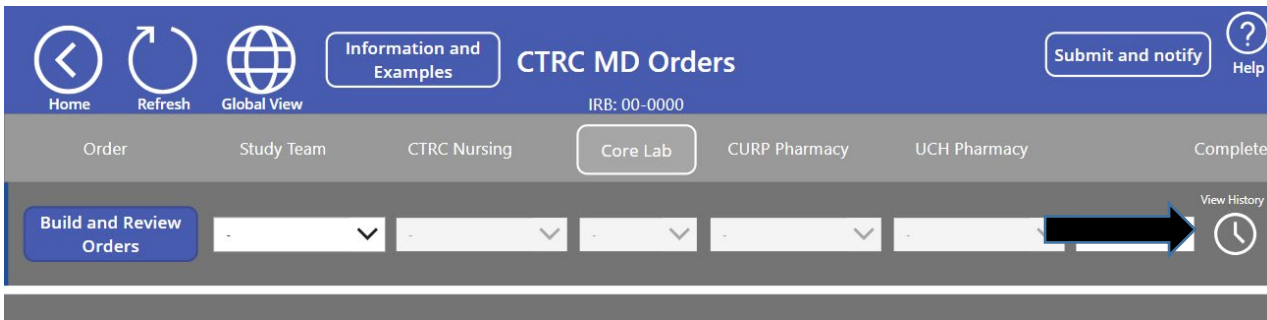 Home
Refresh
Global View
Information and
Examples
CTRC MD Orders
IRB: 00-0000
Submit and notify
?
Help
Order
Study Team
CTRC Nursing
Core Lab
CURP Pharmacy
UCH Pharmacy
Complete
Build and Review
Orders
-
-
-
-
-
View History